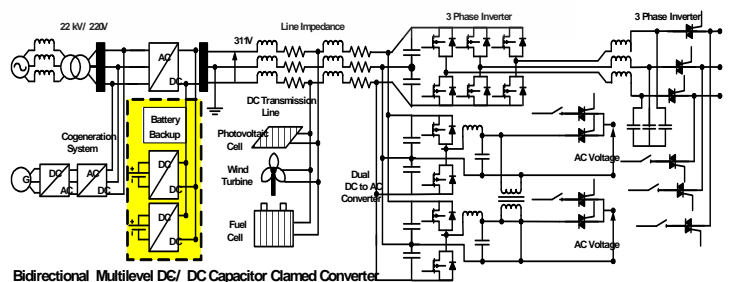 22 kV/ 220V
Line Impedance
3 Phase Inverter
3 Phase Inverter
311V
AC
DC
DC Transmission
Line
Battery
Backup
Cogeneration
System
Photovoltaic
Cell
AC Voltage
Wind
Turbine
Dual
DC to AC
Converter
G
DC
AC
AC
DC
DC
DC
DC
DC
Fuel
Cell
AC Voltage
Bidirectional Multilevel DC/ DC Capacitor Clamed Converter